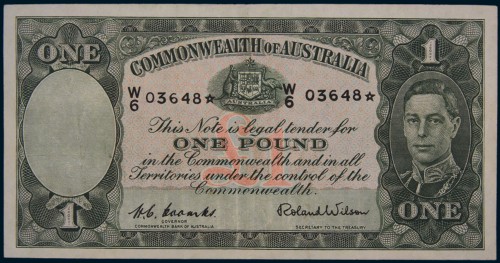 ONE
COMMONWEALTH OF AUSTRALIA
1
W/6 03648☆ W/6 03648☆
AUSTRALIA
This Note is legal tender for
ONE POUND
in the Commonwealth and in all
Territories under the control of the
Commonwealth.
Roland Wilson
GOVERNOR
COMMONWEALTH BANK OF AUSTRALIA
SECRETARY TO THE TREASURY
1
ONE